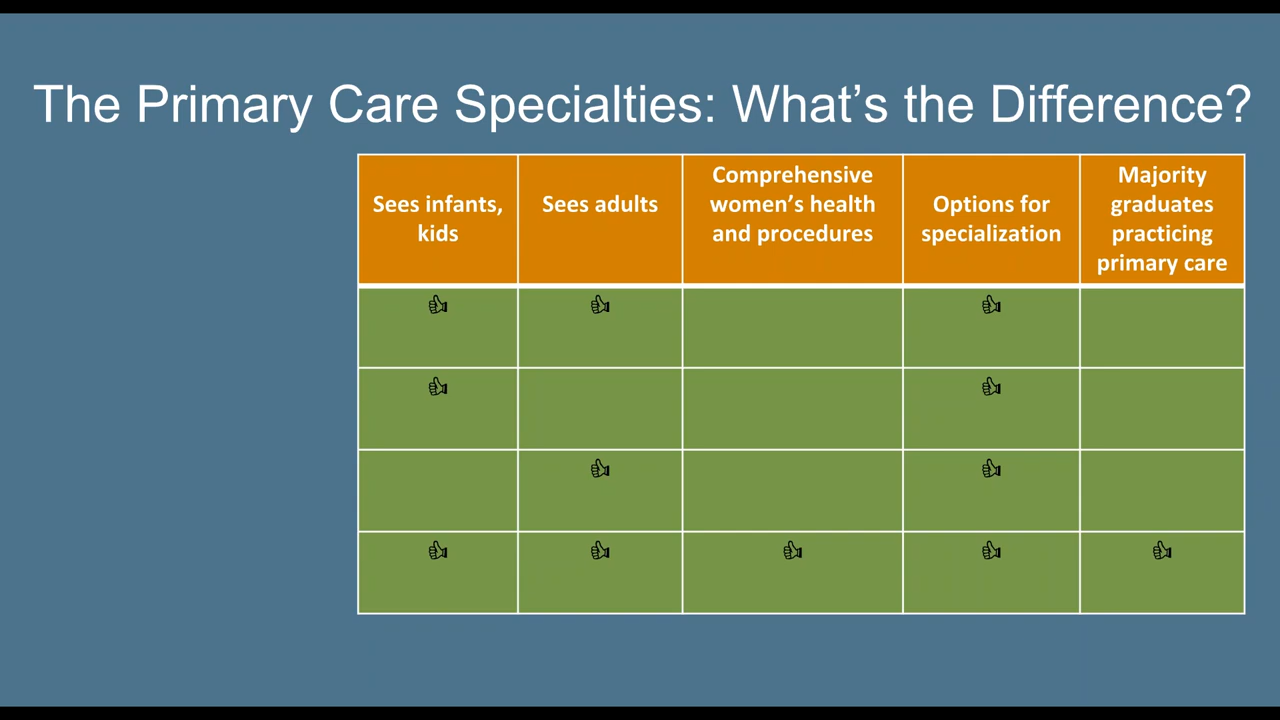 The Primary Care Specialties: What’s the Difference?
Sees infants,
kids
Sees adults
Comprehensive
women’s health
and procedures
Options for
specialization
Majority
graduates
practicing
primary care